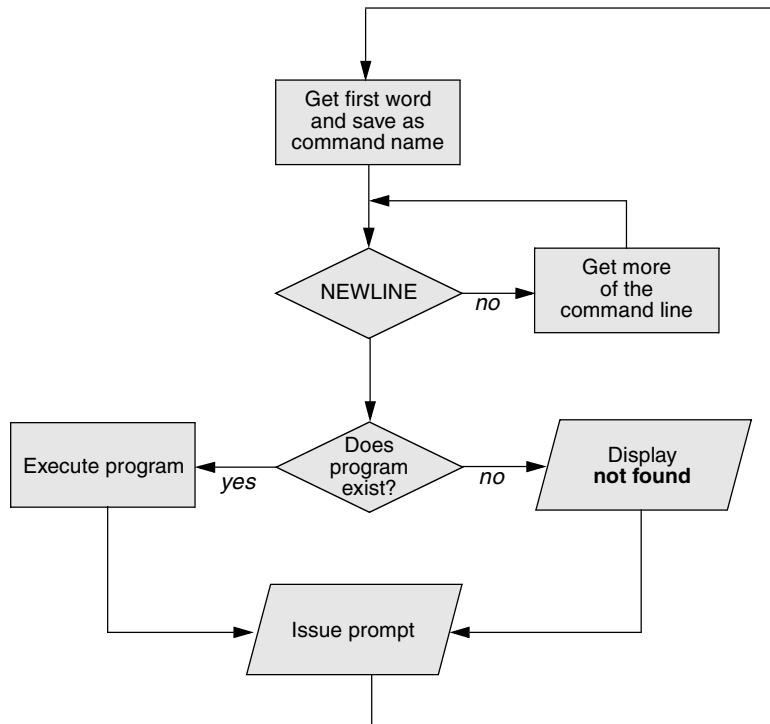 Get first word
and save as
command name
NEWLINE
no
Get more
of the
command line
Does
program
exist?
yes
no
Execute program
Display
not found
Issue prompt